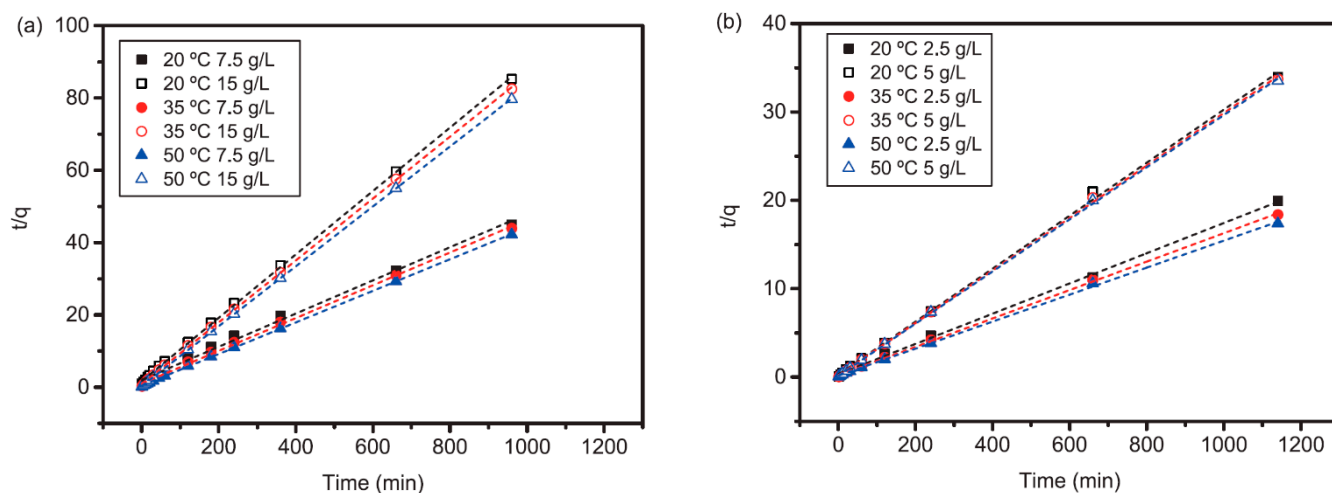 (a)
100
80
60
40
20
0
t/q
20 ºC 7.5 g/L
20 ºC 15 g/L
35 ºC 7.5 g/L
35 ºC 15 g/L
50 ºC 7.5 g/L
50 ºC 15 g/L
0 200 400 600 800 1000 1200
Time (min)
(b)
40
30
20
10
0
t/q
20 ºC 2.5 g/L
20 ºC 5 g/L
35 ºC 2.5 g/L
35 ºC 5 g/L
50 ºC 2.5 g/L
50 ºC 5 g/L
0 200 400 600 800 1000 1200
Time (min)